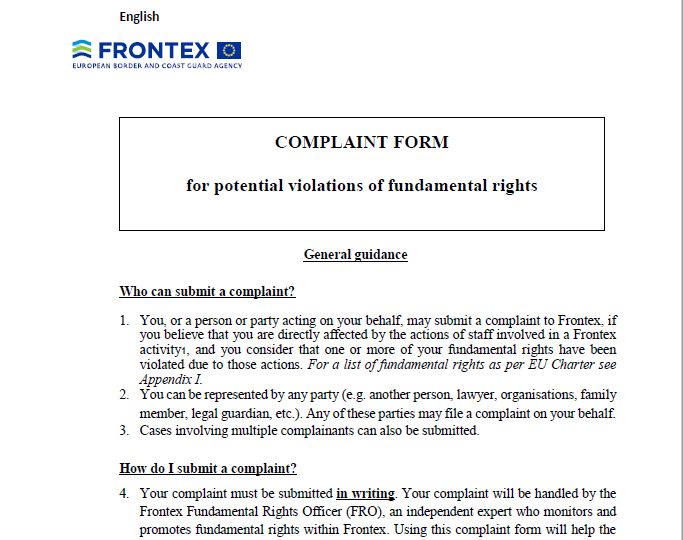 English
FRONTEX
EUROPEAN BORDER AND COAST GUARD AGENCY
COMPLAINT FORM
for potential violations of fundamental rights
General guidance
Who can submit a complaint?
1. You, or a person or party acting on your behalf, may submit a complaint to Frontex, if
you believe that you are directly affected by the actions of staff involved in a Frontex
activity1, and you consider that one or more of your fundamental rights have been
violated due to those actions. For a list of fundamental rights as per EU Charter see
Appendix I.
2. You can be represented by any party (e.g. another person, lawyer, organisations, family
member, legal guardian, etc.). Any of these parties may file a complaint on your behalf.
3. Cases involving multiple complainants can also be submitted.
How do I submit a complaint?
4. Your complaint must be submitted in writing. Your complaint will be handled by the
Frontex Fundamental Rights Officer (FRO), an independent expert who monitors and
promotes fundamental rights within Frontex. Using this complaint form will help the